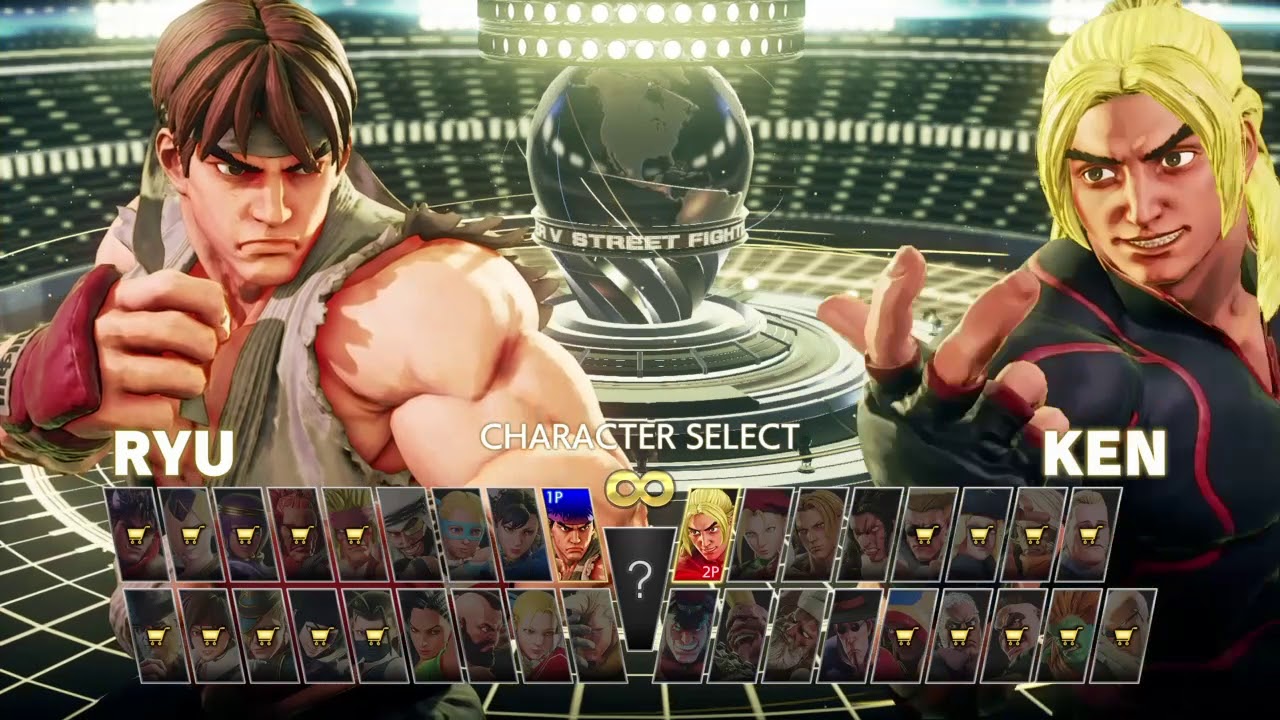 R V STREET FIGHT
RYU
CHARACTER SELECT
KEN
1P
2P
?